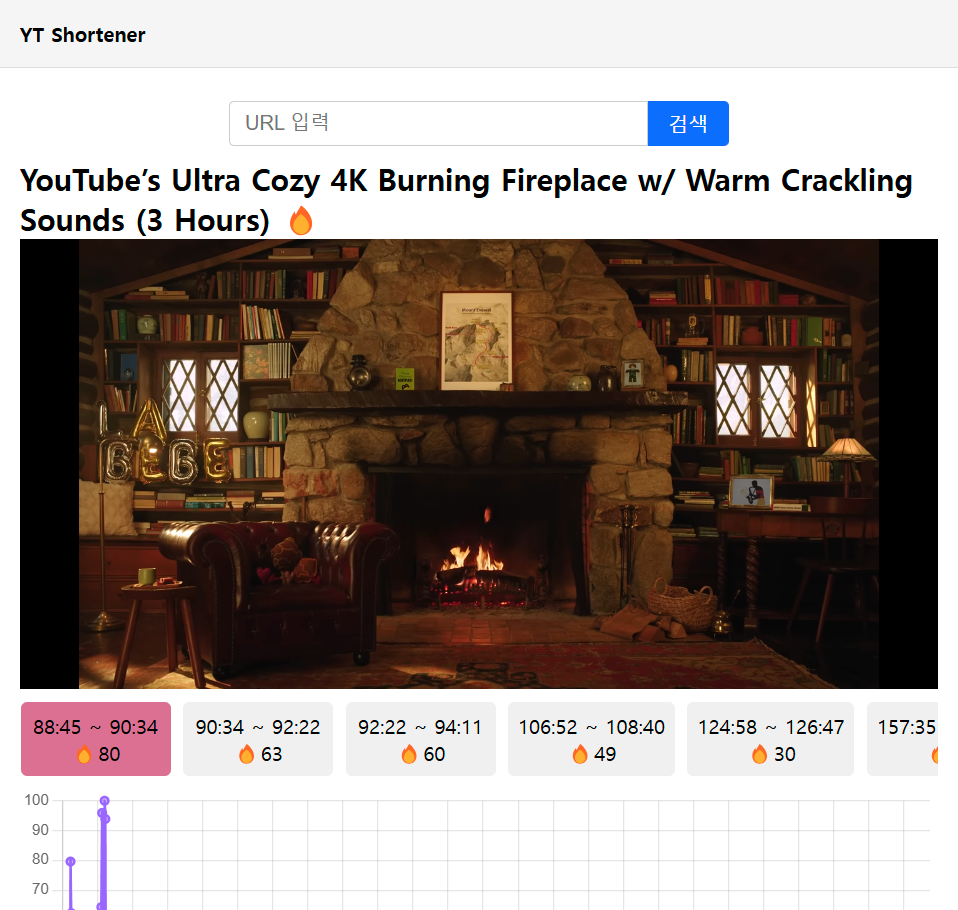 YT Shortener
URL 입력
검색
YouTube's Ultra Cozy 4K Burning Fireplace w/ Warm Crackling
Sounds (3 Hours) 🔥
LA
BEBE
88:45 ~ 90:34
🔥 80
90:34 ~ 92:22
🔥 63
92:22 ~ 94:11
🔥 60
106:52 ~ 108:40
🔥 49
124:58 ~ 126:47
🔥 30
157:35
100
90
80
70